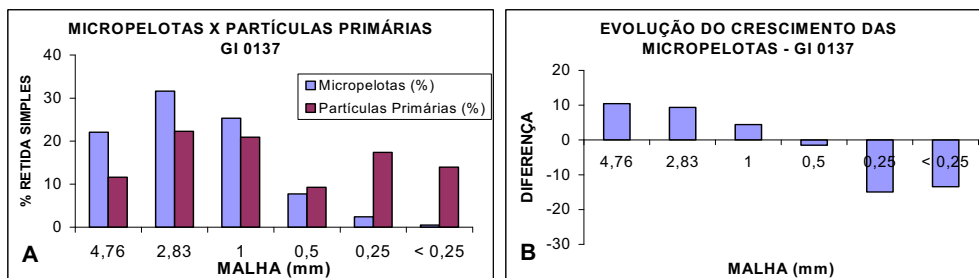 MICROPELOTAS X PARTÍCULAS PRIMÁRIAS
GI 0137
% RETIDA SIMPLES
40
30
20
10
0
Micropelotas (%)
Partículas Primárias (%)
4,76 2,83 1 0,5 0,25 < 0,25
MALHA (mm)
A
EVOLUÇÃO DO CRESCIMENTO DAS
MICROPELOTAS - GI 0137
DIFERENÇA
20
10
0
-10
-20
-30
4,76 2,83 1 0,5 0,25 < 0,25
MALHA (mm)
B